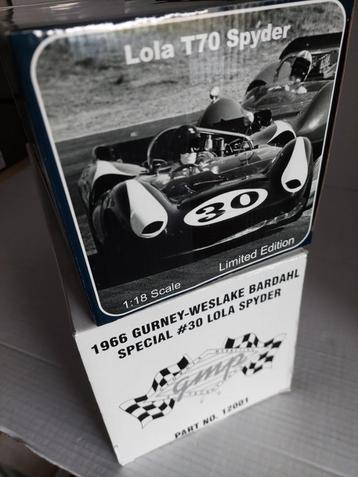 Lola T70 Spyder
30
1:18 Scale
Limited Edition
1966 GURNEY-WESLAKE BARDAHL
SPECIAL #30 LOLA SPYDER
gmp
PART NO. 12001